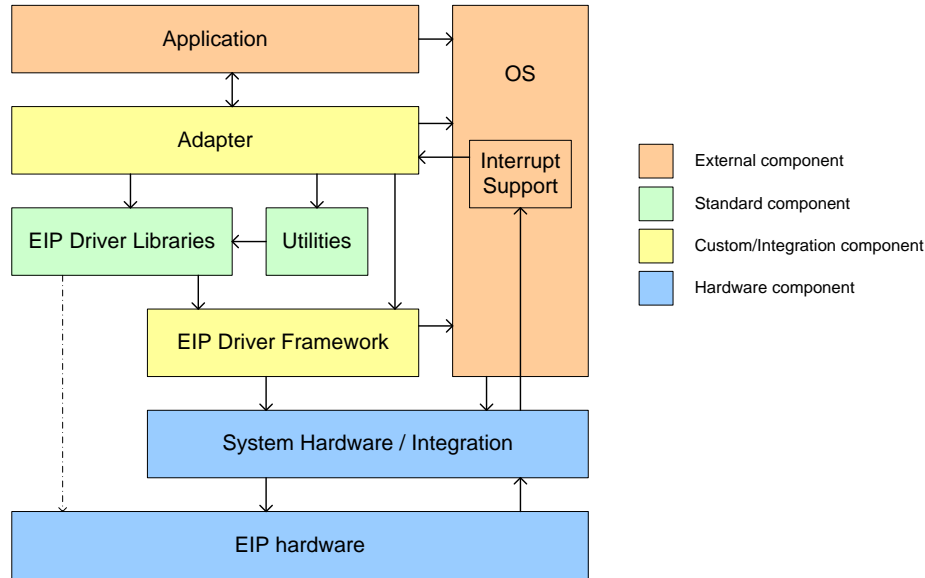 Application
OS
Adapter
Interrupt
Support
EIP Driver Libraries
Utilities
EIP Driver Framework
System Hardware / Integration
EIP hardware
External component
Standard component
Custom/Integration component
Hardware component